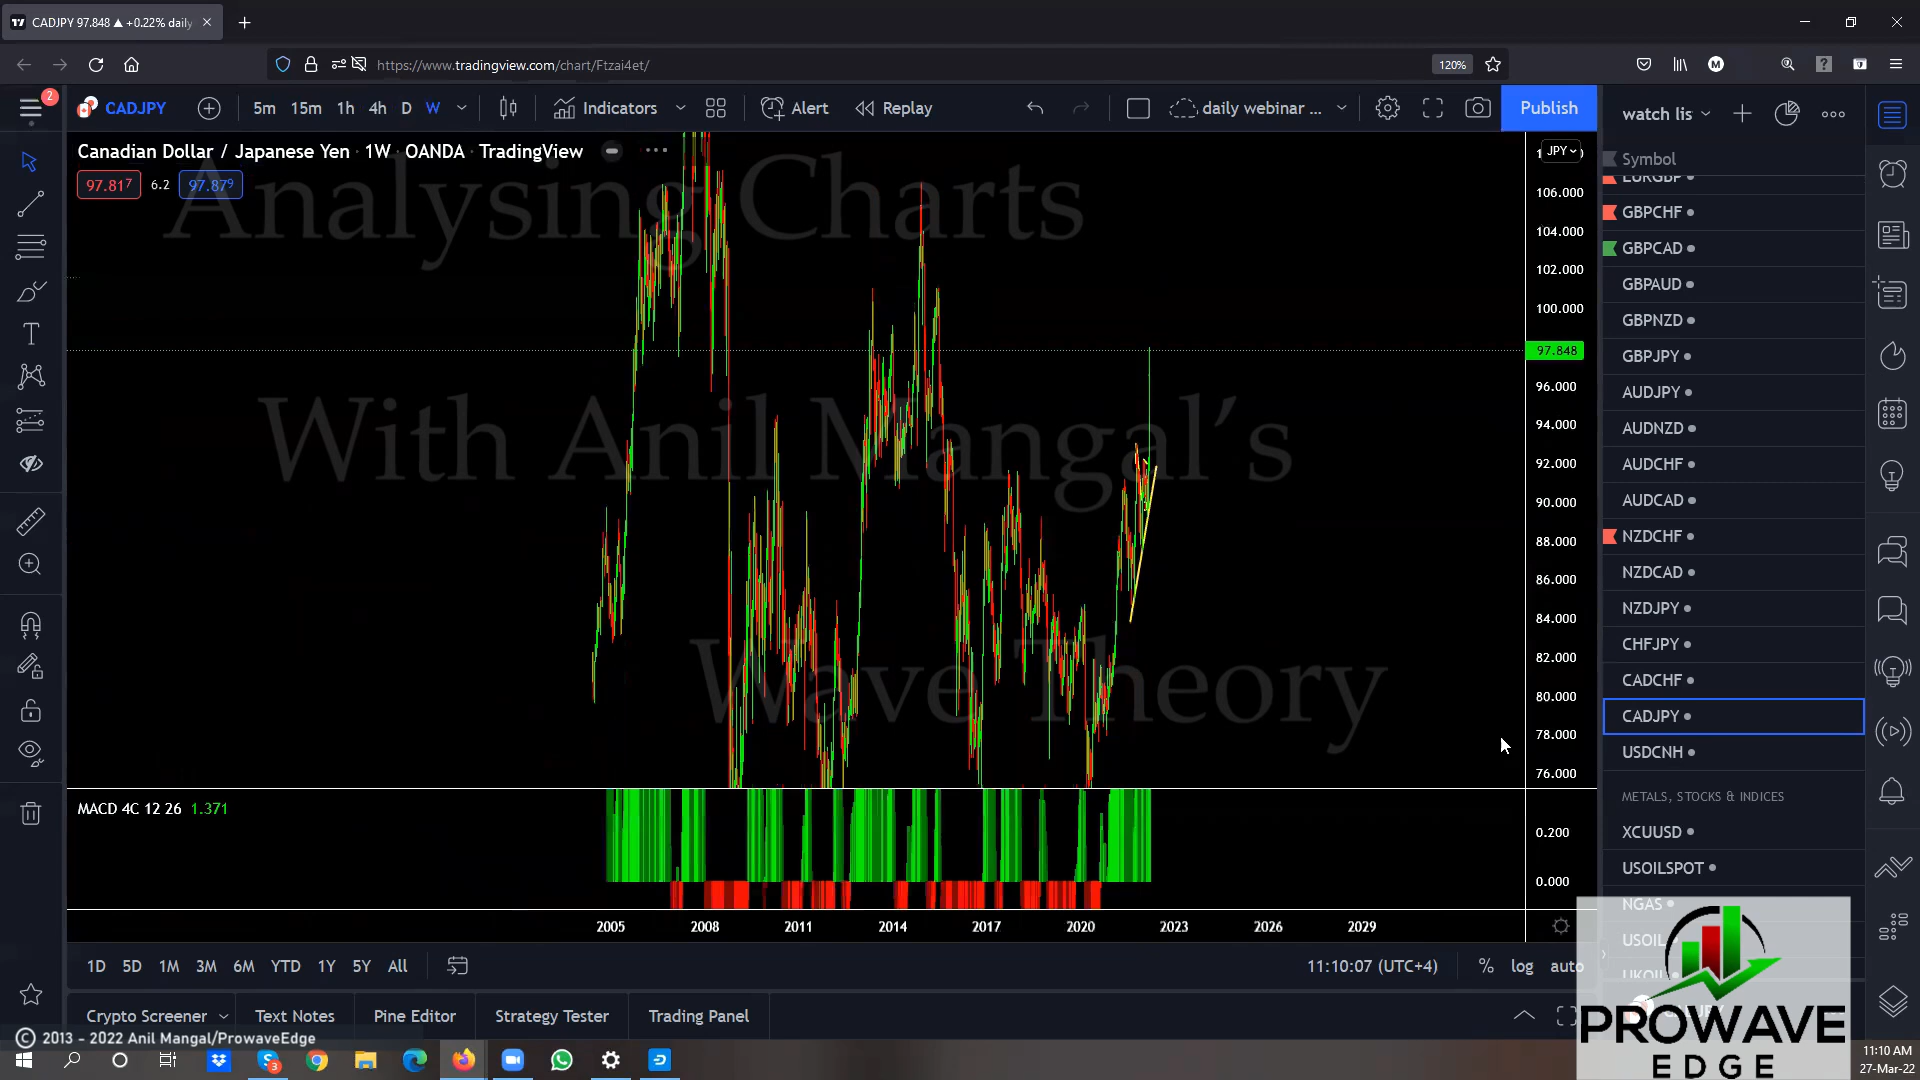 CADJPY 97.848 ▲ +0.22% daily
https://www.tradingview.com/chart/Ftzai4et/
120%
M
2
CADJPY
5m 15m 1h 4h D W
Indicators
Alert
Replay
daily webinar ...
Publish
watch lis
Canadian Dollar / Japanese Yen · 1W · OANDA · TradingView
97.817 6.2 97.879
Analysing Charts
With Anil Mangal's
Wave Theory
JPY
106.000
104.000
102.000
100.000
97.848
96.000
94.000
92.000
90.000
88.000
86.000
84.000
82.000
80.000
78.000
76.000
MACD 4C 12 26 1.371
0.200
0.000
2005 2008 2011 2014 2017 2020 2023 2026 2029
1D 5D 1M 3M 6M YTD 1Y 5Y All
11:10:07 (UTC+4)
% log auto
Symbol
EURGBP
GBPCHF
GBPCAD
GBPAUD
GBPNZD
GBPJPY
AUDJPY
AUDNZD
AUDCHF
AUDCAD
NZDCHF
NZDCAD
NZDJPY
CHFJPY
CADCHF
CADJPY
USDCNH
METALS, STOCKS & INDICES
XCUUSD
USOILSPOT
NGAS
USOIL
UKOIL
Crypto Screener Text Notes Pine Editor Strategy Tester Trading Panel
© 2013 - 2022 Anil Mangal/ProwaveEdge
3
PROWAVE
EDGE
11:10 AM
27-Mar-22